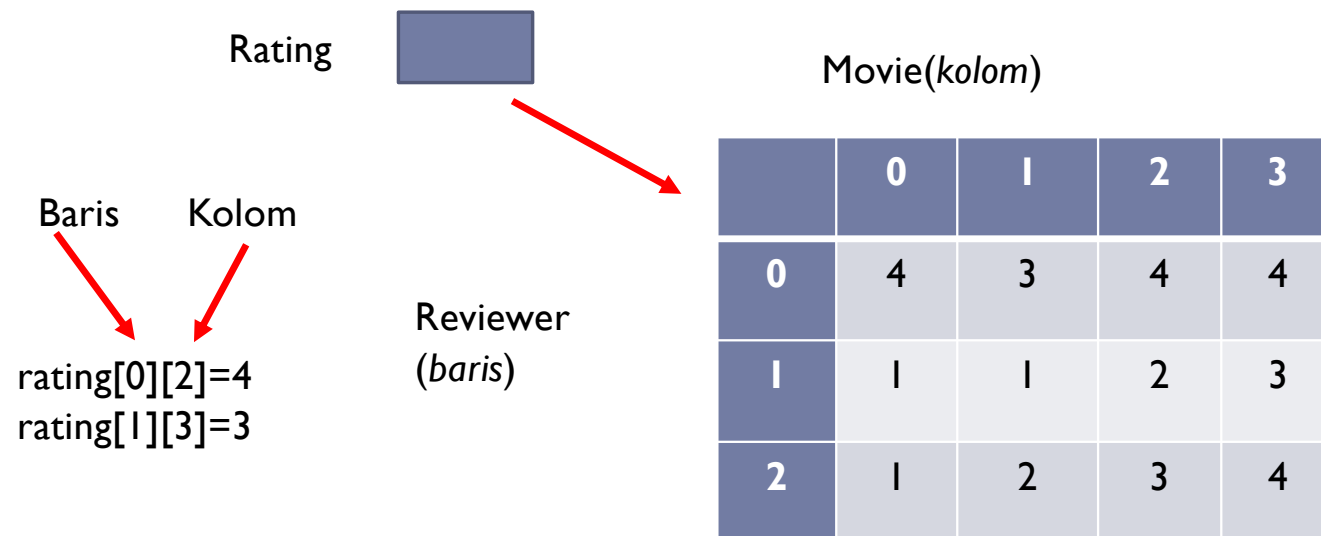 Rating
Movie(kolom)
Baris Kolom
rating[0][2]=4
rating[1][3]=3
Reviewer
(baris)
0 1 2 3
0 4 3 4 4
1 1 1 2 3
2 1 2 3 4